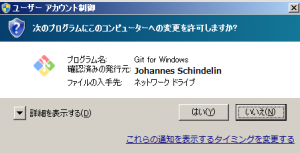 ユーザー アカウント制御
次のプログラムにこのコンピューターへの変更を許可しますか?
プログラム名: Git for Windows
確認済みの発行元: Johannes Schindelin
ファイルの入手先: ネットワーク ドライブ
詳細を表示する(D) はい(Y) いいえ(N)
これらの通知を表示するタイミングを変更する